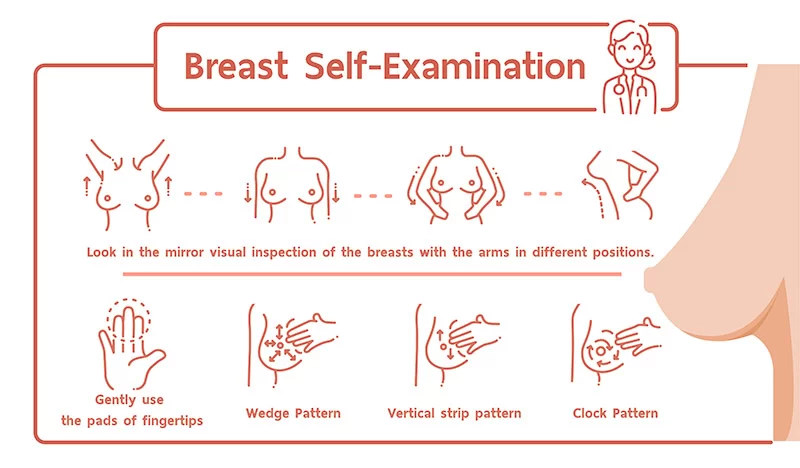 Breast Self-Examination
Look in the mirror visual inspection of the breasts with the arms in different positions.
Gently use
the pads of fingertips
Wedge Pattern
Vertical strip pattern
Clock Pattern